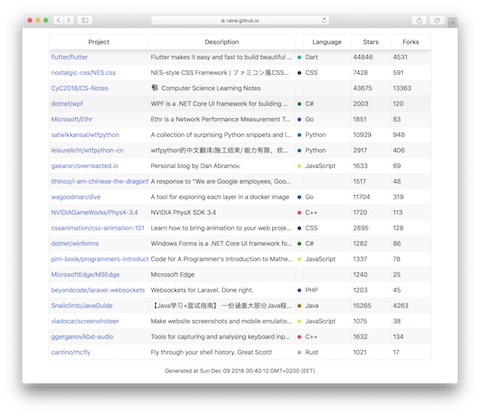 raine.github.io
Project Description Language Stars Forks
flutter/flutter Flutter makes it easy and fast to build beautiful ... Dart 44846 4531
nostalgic-css/NES.css NES-style CSS Framework | ファミコン風CSS... CSS 7428 591
CyC2018/CS-Notes 📚 Computer Science Learning Notes 43675 13363
dotnet/wpf WPF is a .NET Core UI framework for building ... C# 2003 120
Microsoft/Ethr Ethr is a Network Performance Measurement T... Go 1851 83
satwikkansal/wtfpython A collection of surprising Python snippets and l... Python 10929 948
leisurelicht/wtfpython-cn wtfpython的中文翻译/施工结束/ 能力有限，欢... Python 2917 406
gaearon/overreacted.io Personal blog by Dan Abramov. JavaScript 1633 69
ithinco/i-am-chinese-the-dragonf A response to "We are Google employees, Goo... 1517 48
wagoodman/dive A tool for exploring each layer in a docker image Go 11704 319
NVIDIAGameWorks/PhysX-3.4 NVIDIA PhysX SDK 3.4 C++ 1720 113
cssanimation/css-animation-101 Learn how to bring animation to your web proje... CSS 2895 128
dotnet/winforms Windows Forms is a .NET Core UI framework fo... C# 1282 86
pim-book/programmers-introduct Code for A Programmer's Introduction to Mathe... JavaScript 1337 78
MicrosoftEdge/MSEdge Microsoft Edge 1240 25
beyondcode/laravel-websockets Websockets for Laravel. Done right. PHP 1203 45
Snailclimb/JavaGuide 【Java学习+面试指南】 一份涵盖大部分Java程... Java 15265 4263
vladocar/screenshoteer Make website screenshots and mobile emulatio... JavaScript 1075 38
ggerganov/kbd-audio Tools for capturing and analysing keyboard inp... C++ 1632 134
cantino/mcfly Fly through your shell history. Great Scott! Rust 1021 17
Generated at Sun Dec 09 2018 00:40:12 GMT+0200 (EET)